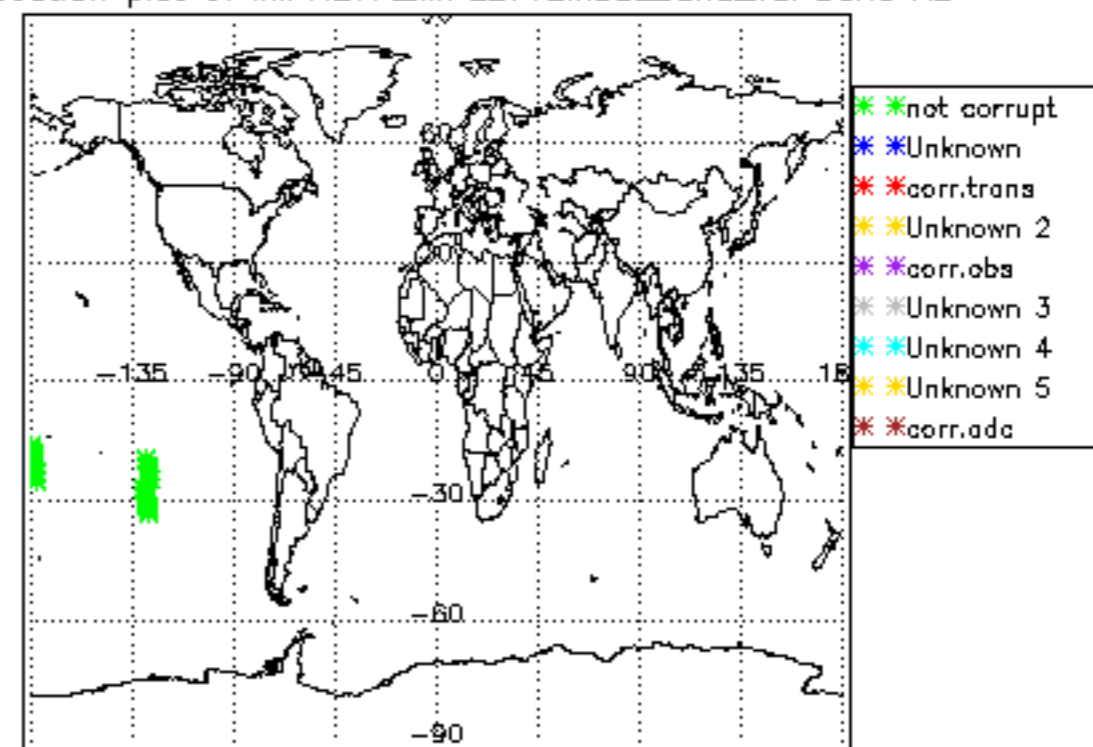 not corrupt
Unknown
corr.trans
Unknown 2
corr.obs
Unknown 3
Unknown 4
Unknown 5
corr.adc
60
-135 -90 45 0 45 90 135
-30
-60
-90